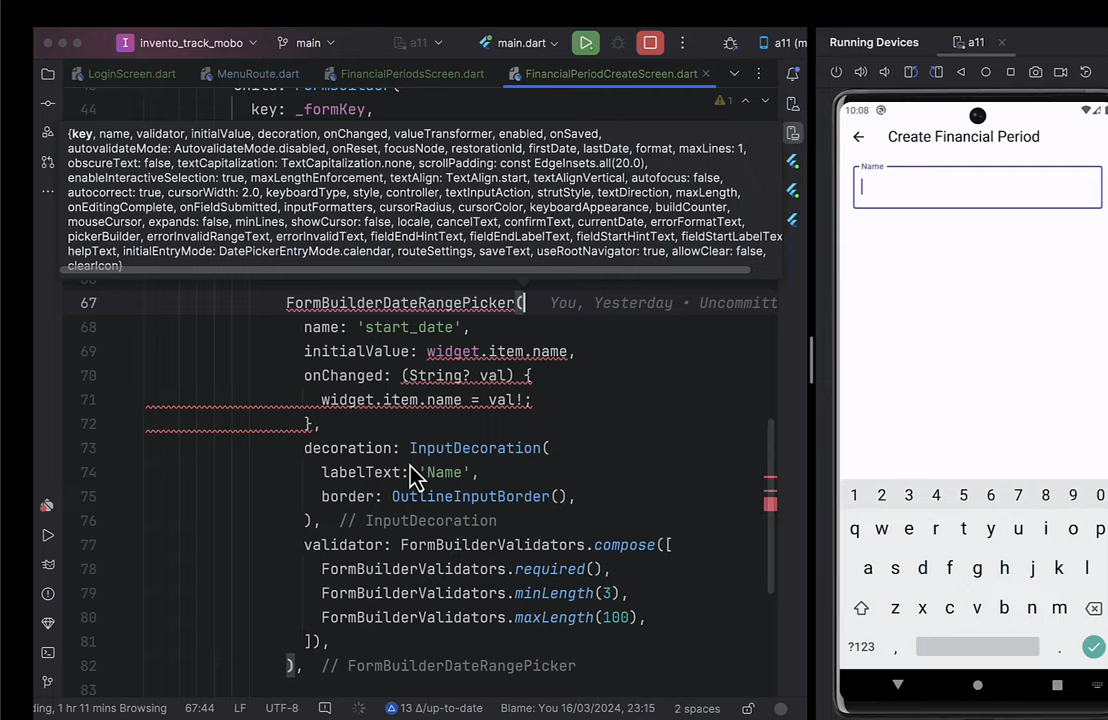 invento_track_mobo
main
a11
main.dart
a11 (m
Running Devices
a11
LoginScreen.dart
MenuRoute.dart
FinancialPeriodsScreen.dart
FinancialPeriodCreateScreen.dart
44 key: _formKey,
1
{key, name, validator, initialValue, decoration, onChanged, valueTransformer, enabled, onSaved,
autovalidateMode: AutovalidateMode.disabled, onReset, focusNode, restorationId, firstDate, lastDate, format, maxLines: 1,
obscureText: false, textCapitalization: TextCapitalization.none, scrollPadding: const EdgeInsets.all(20.0),
enableInteractiveSelection: true, maxLengthEnforcement, textAlign: TextAlign.start, textAlignVertical, autofocus: false,
autocorrect: true, cursorWidth: 2.0, keyboardType, style, controller, textInputAction, strutStyle, textDirection, maxLength,
onEditingComplete, onFieldSubmitted, inputFormatters, cursorRadius, cursorColor, keyboardAppearance, buildCounter,
mouseCursor, expands: false, minLines, showCursor: false, locale, cancelText, confirmText, currentDate, errorFormatText,
pickerBuilder, errorInvalidRangeText, errorInvalidText, fieldEndHintText, fieldEndLabelText, fieldStartHintText, fieldStartLabelTex
helpText, initialEntryMode: DatePickerEntryMode.calendar, routeSettings, saveText, useRootNavigator: true, allowClear: false,
clearIcon}
67 FormBuilderDateRangePicker( You, Yesterday • Uncommitt
68 name: 'start_date',
69 initialValue: widget.item.name,
70 onChanged: (String? val) {
71 widget.item.name = val!;
72 },
73 decoration: InputDecoration(
74 labelText: 'Name',
75 border: OutlineInputBorder(),
76 ), // InputDecoration
77 validator: FormBuilderValidators.compose([
78 FormBuilderValidators.required(),
79 FormBuilderValidators.minLength(3),
80 FormBuilderValidators.maxLength(100),
81 ]),
82 ), // FormBuilderDateRangePicker
83
ding, 1 hr 11 mins Browsing
67:44
LF
UTF-8
13 Δ/up-to-date
Blame: You 16/03/2024, 23:15
2 spaces
10:08
Create Financial Period
Name
1 2 3 4 5 6 7 8 9 0
q w e r t y u i o p
a s d f g h j k l
z x c v b n m
?123 , .